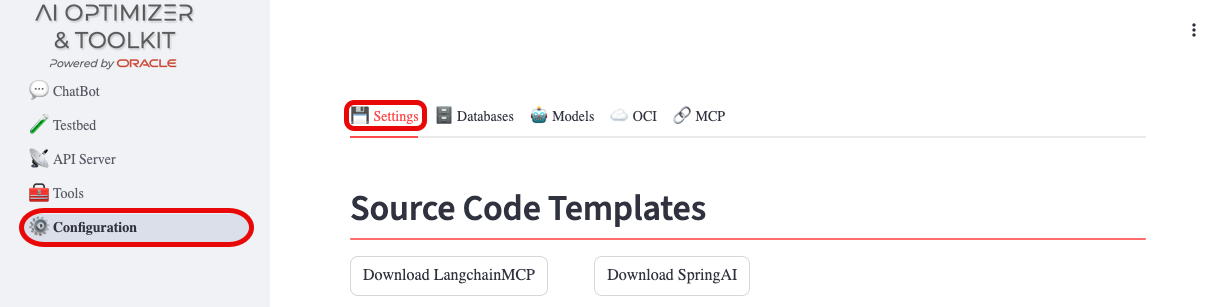 AI OPTIMIZER
& TOOLKIT
Powered by ORACLE
ChatBot
Testbed
API Server
Tools
Configuration
Settings Databases Models OCI MCP
Source Code Templates
Download LangchainMCP Download SpringAI